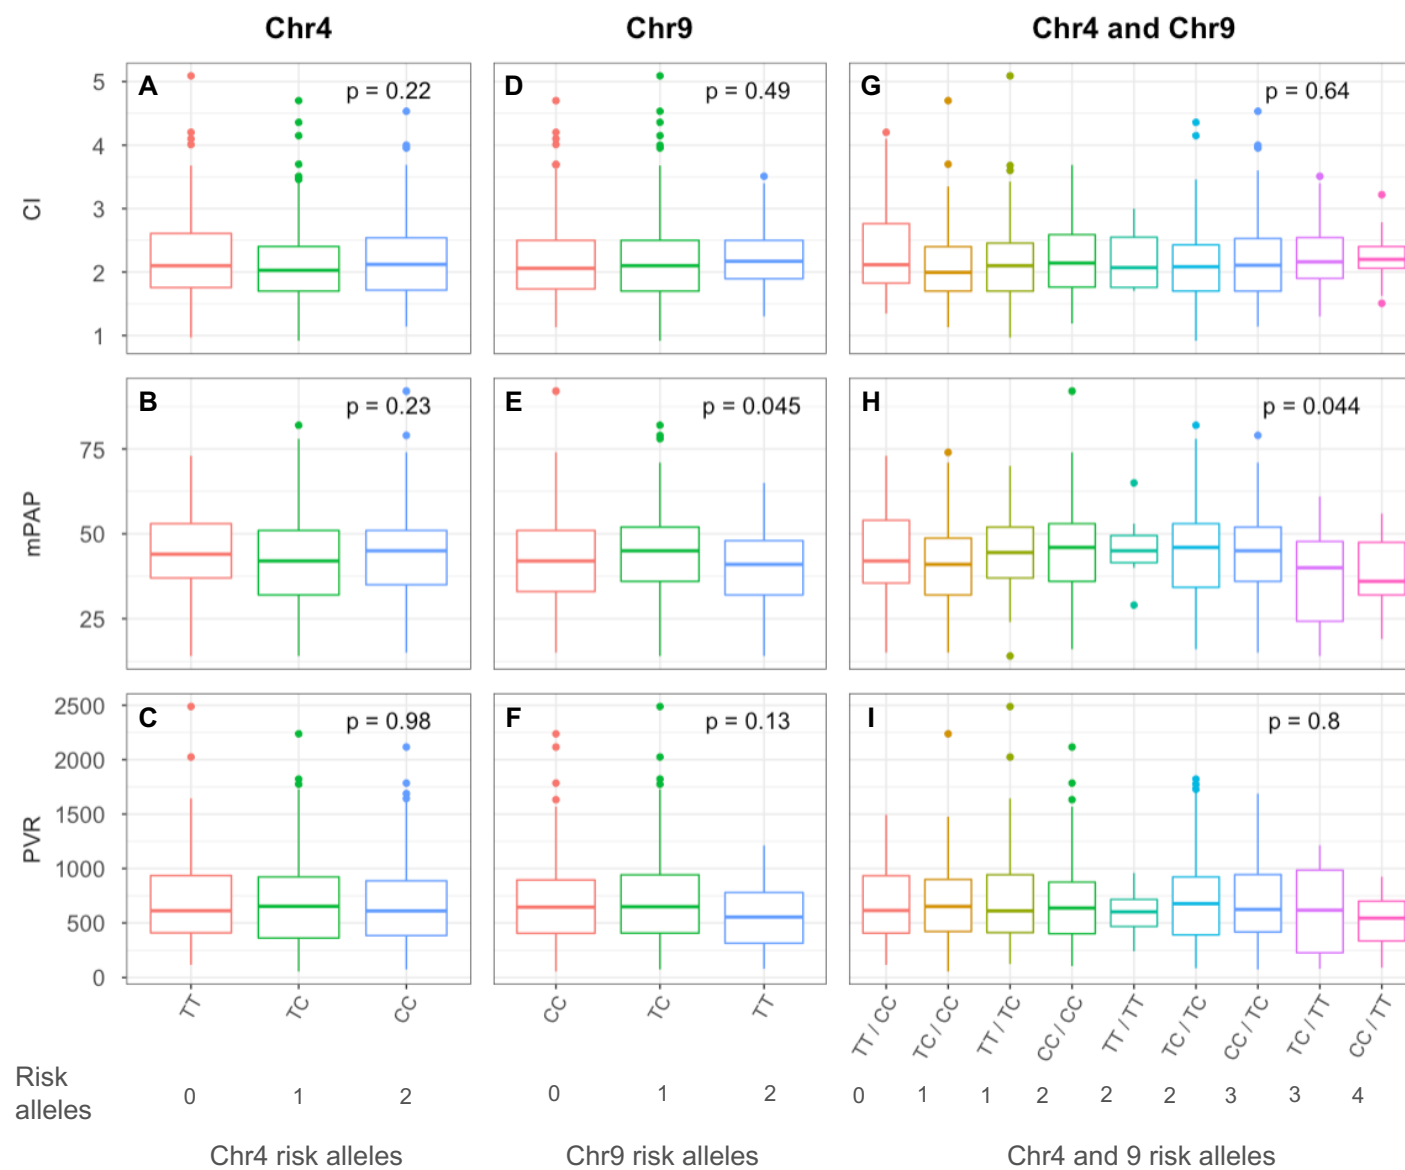 Chr4 Chr9 Chr4 and Chr9
A p = 0.22 D p = 0.49 G p = 0.64
5
4
3
2
1
CI
B p = 0.23 E p = 0.045 H p = 0.044
75
50
25
mPAP
C p = 0.98 F p = 0.13 I p = 0.8
2500
2000
1500
1000
500
0
PVR
TT TC CC CC TC TT TT / CC TC / CC TT / TC CC / CC TT / TT TC / TC CC / TC TC / TT CC / TT
Risk
alleles
0 1 2 0 1 2 0 1 1 2 2 2 3 3 4
Chr4 risk alleles Chr9 risk alleles Chr4 and 9 risk alleles